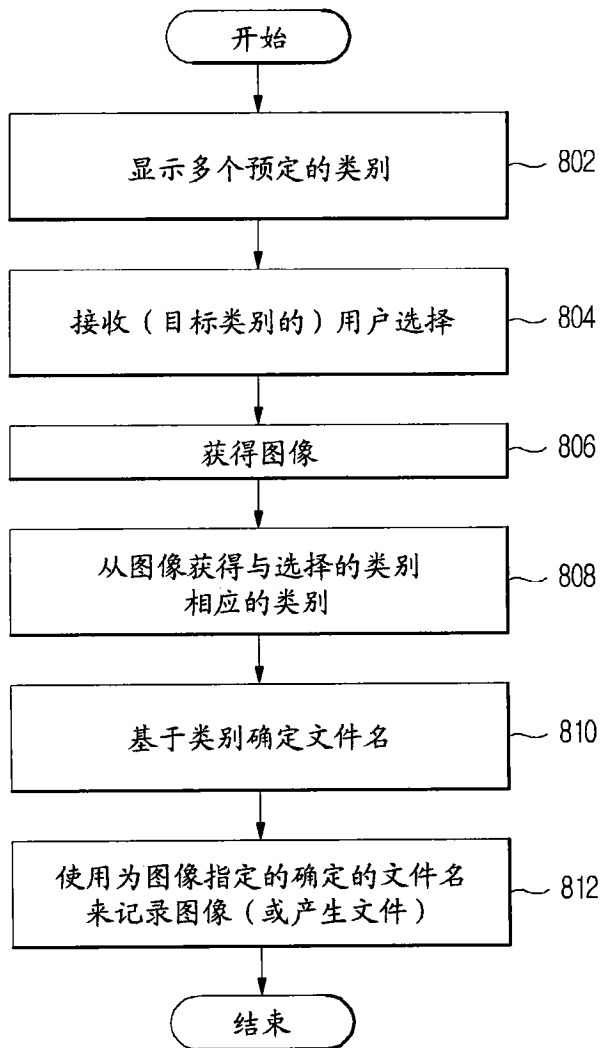 开始
显示多个预定的类别
802
接收（目标类别的）用户选择
804
获得图像
806
从图像获得与选择的类别
相应的类别
808
基于类别确定文件名
810
使用为图像指定的确定的文件名
来记录图像（或产生文件）
812
结束